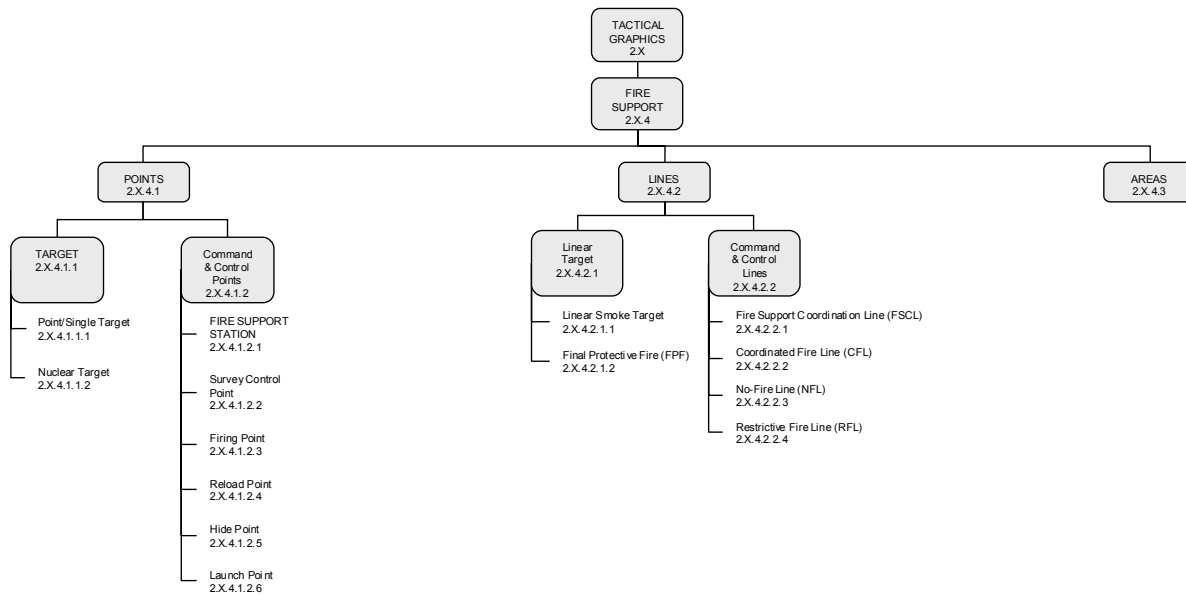 TACTICAL
GRAPHICS
2.X
FIRE
SUPPORT
2.X.4
POINTS
2.X.4.1
LINES
2.X.4.2
AREAS
2.X.4.3
TARGET
2.X.4.1.1
Point/Single Target
2.X.4.1.1.1
Nuclear Target
2.X.4.1.1.2
Command
& Control
Points
2.X.4.1.2
FIRE SUPPORT
STATION
2.X.4.1.2.1
Survey Control
Point
2.X.4.1.2.2
Firing Point
2.X.4.1.2.3
Reload Point
2.X.4.1.2.4
Hide Point
2.X.4.1.2.5
Launch Point
2.X.4.1.2.6
Linear
Target
2.X.4.2.1
Linear Smoke Target
2.X.4.2.1.1
Final Protective Fire (FPF)
2.X.4.2.1.2
Command
& Control
Lines
2.X.4.2.2
Fire Support Coordination Line (FSCL)
2.X.4.2.2.1
Coordinated Fire Line (CFL)
2.X.4.2.2.2
No-Fire Line (NFL)
2.X.4.2.2.3
Restrictive Fire Line (RFL)
2.X.4.2.2.4